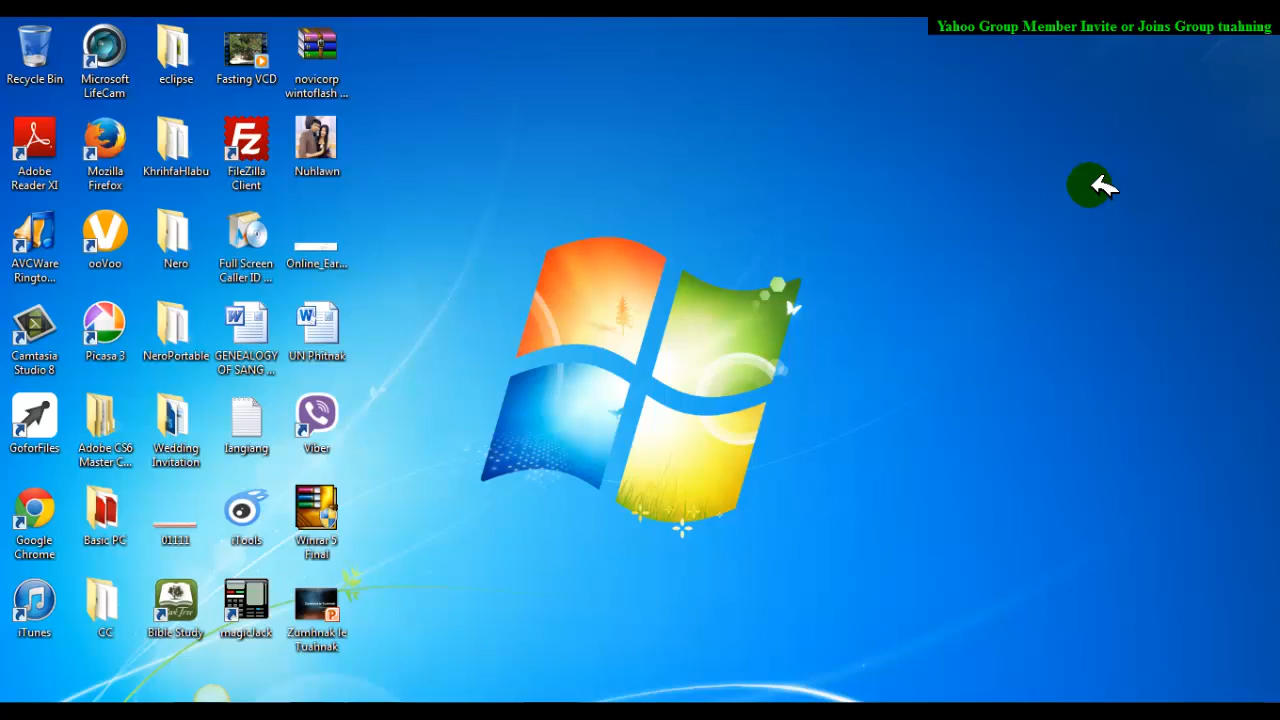 Yahoo Group Member Invite or Joins Group tuahning
Recycle Bin
Microsoft
LifeCam
eclipse
Fasting VCD
novicorp
wintoflash ...
Adobe
Reader XI
Mozilla
Firefox
KhrihfaHlabu
FileZilla
Client
Nuhlawn
AVCWare
Ringto...
ooVoo
Nero
Full Screen
Caller ID ...
Online_Ear...
Camtasia
Studio 8
Picasa 3
NeroPortable
GENEALOGY
OF SANG ...
UN Phitnak
GoforFiles
Adobe CS6
Master C...
Wedding
Invitation
langiang
Viber
Google
Chrome
Basic PC
01111
iTools
Winrar 5
Final
iTunes
CC
Bible Study
magicJack
Zumhnak le
Tuahnak